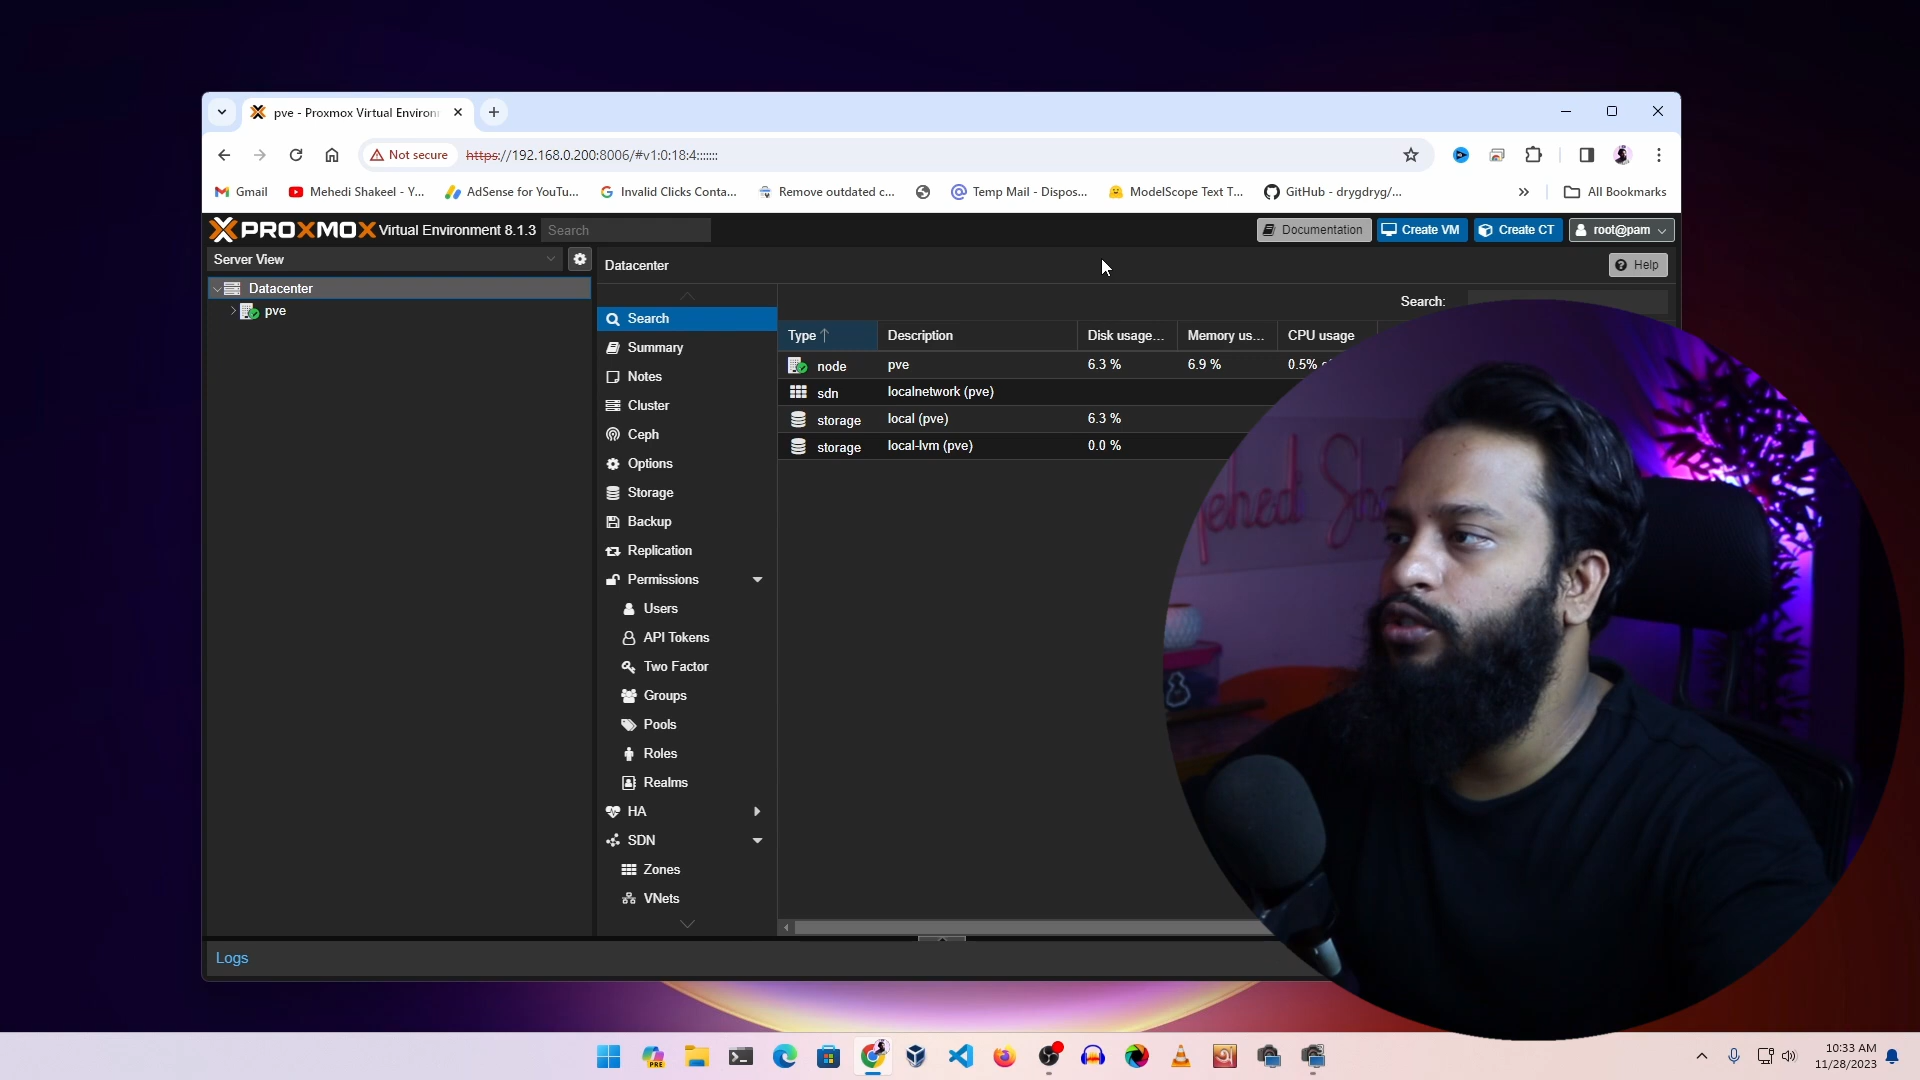 pve - Proxmox Virtual Environ
Not secure https://192.168.0.200:8006/#v1:0:18:4:::::::
Gmail Mehedi Shakeel - Y... AdSense for YouTu... Invalid Clicks Conta... Remove outdated c... Temp Mail - Dispos... ModelScope Text T... GitHub - drygdryg/... All Bookmarks
PROXMOX Virtual Environment 8.1.3 Search Documentation Create VM Create CT root@pam
Server View
Datacenter Help
Datacenter
pve
Search:
Search
Summary
Notes
Cluster
Ceph
Options
Storage
Backup
Replication
Permissions
Users
API Tokens
Two Factor
Groups
Pools
Roles
Realms
HA
SDN
Zones
VNets
Type Description Disk usage... Memory us... CPU usage
node pve 6.3 % 6.9 % 0.5%
sdn localnetwork (pve)
storage local (pve) 6.3 %
storage local-lvm (pve) 0.0 %
Logs
PRE
10:33 AM
11/28/2023